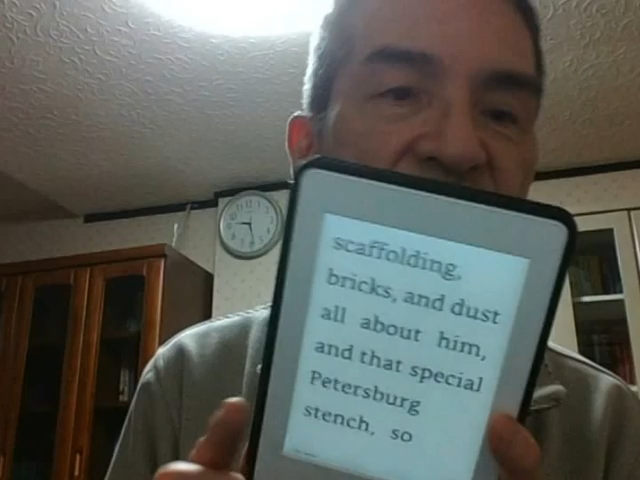 scaffolding,
bricks, and dust
all about him,
and that special
Petersburg
stench, so